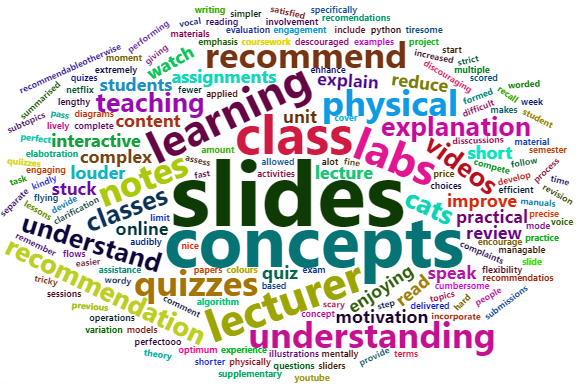 writing simpler satisfied specifically
vocal reading involvement recommendations
performing materials evaluation engagement include python tiresome
recommendableotherwise emphasis coursework descouraged examples project
moment giving watch recommend increased start strict
extremely quizes students assignments enhance explain reduce discouraging multiple scored
summarised netflix fewer applied formed recall worded
lengthy teaching learning physical difficult makes week
subtopics pass diagrams content unit cover explanation student
lively complete class labs videos disscussions material
perfect interactive complex amount short semester
elabotration notes assess lecture compete follow process
quiizzes engaging louder fast allowed alot fine price develop time
task kindly stuck activities choices efficient revision
separate flying devide classes slides cats improve manuals
lessons clarification limit practical precise voice
understand online concepts review mode
remember audibly nice encourage practice
flows complaints managable slide
easier assistance papers colours quiz exam enjoying speak flexibility
recommendation wordy quizzes based read cumbersome recommendatios
tricky sessions algorithm lecturer step topics hard people submissions
previous comment scary motivation delivered
operations concept incorporate
variation models perfectooo understanding
theory optimum experience illustrations mentally provide terms
shorter physically questions sliders
supplementary youtube